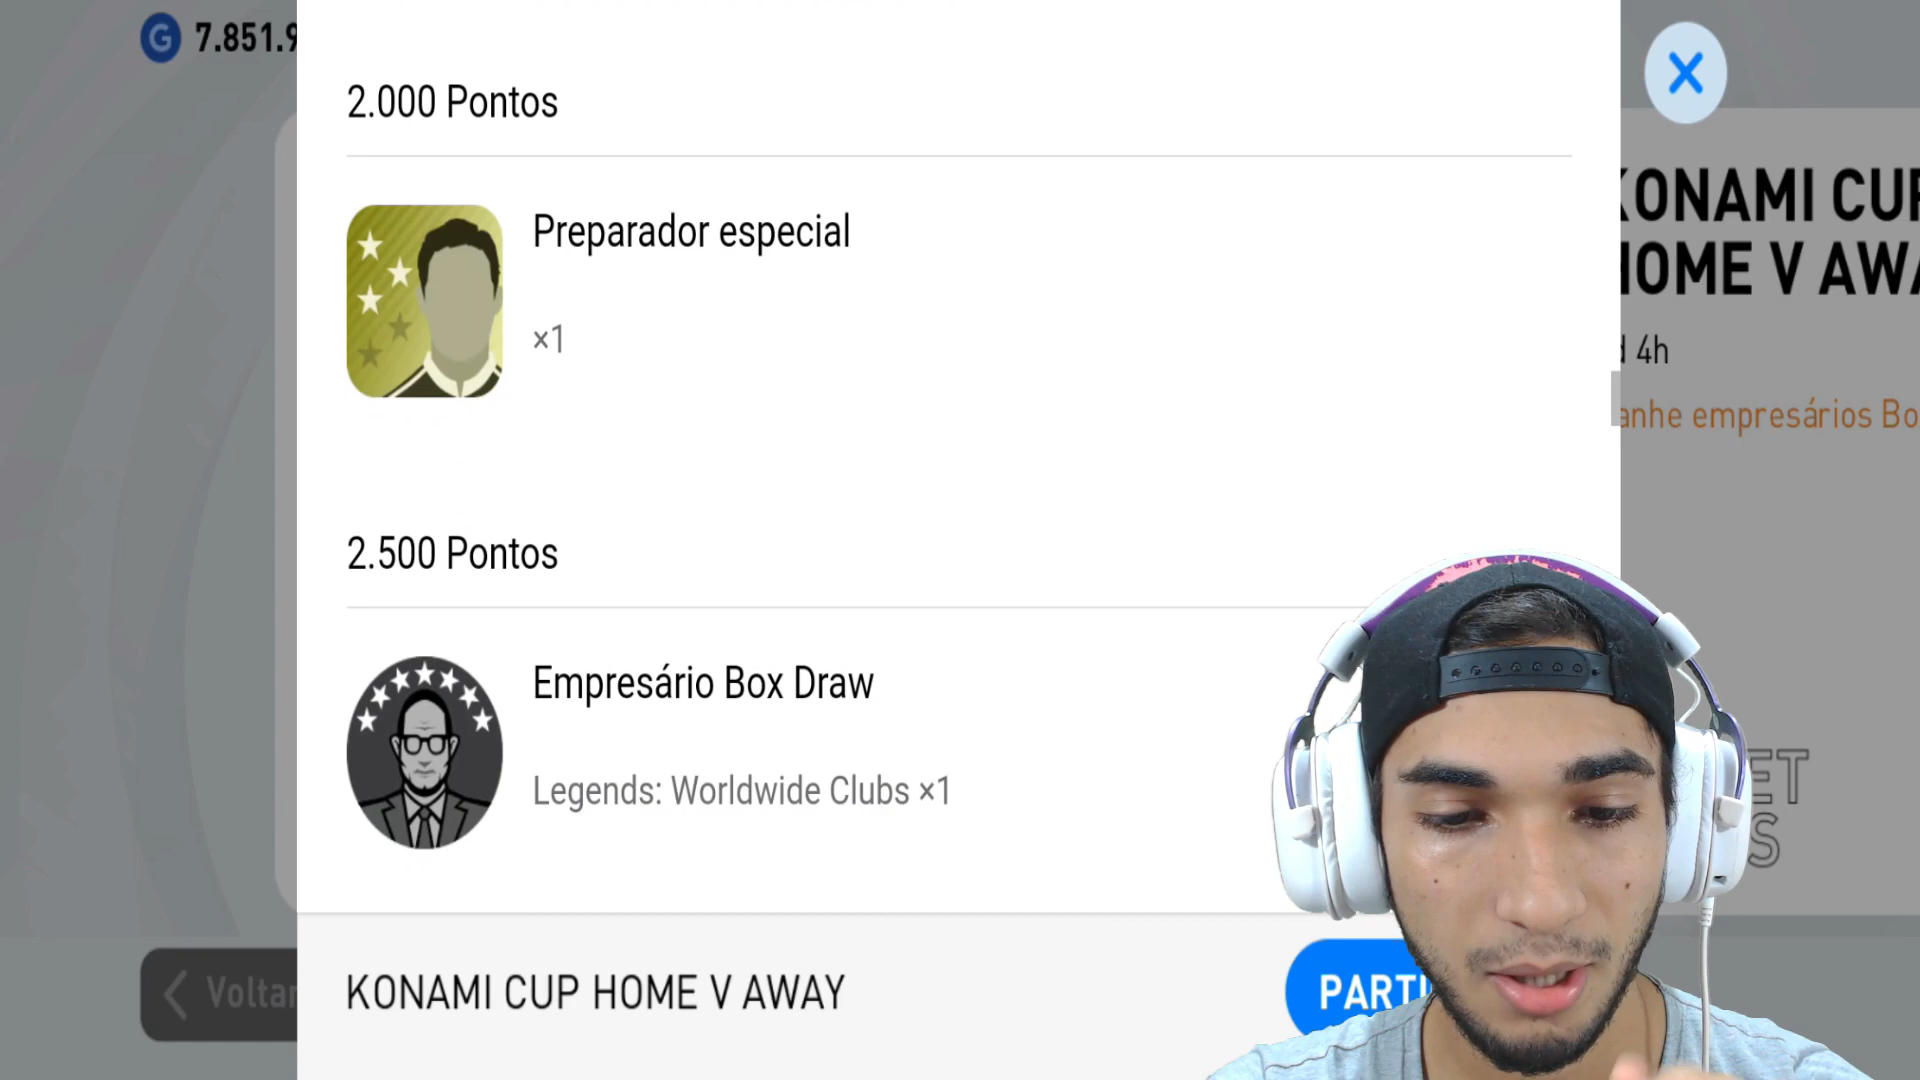 G 7.851.9
2.000 Pontos
Preparador especial
×1
2.500 Pontos
Empresário Box Draw
Legends: Worldwide Clubs ×1
KONAMI CUP HOME V AWAY
PARTI
Voltar
KONAMI CUP
HOME V AWA
4h
anhe empresários Bo
ET
S